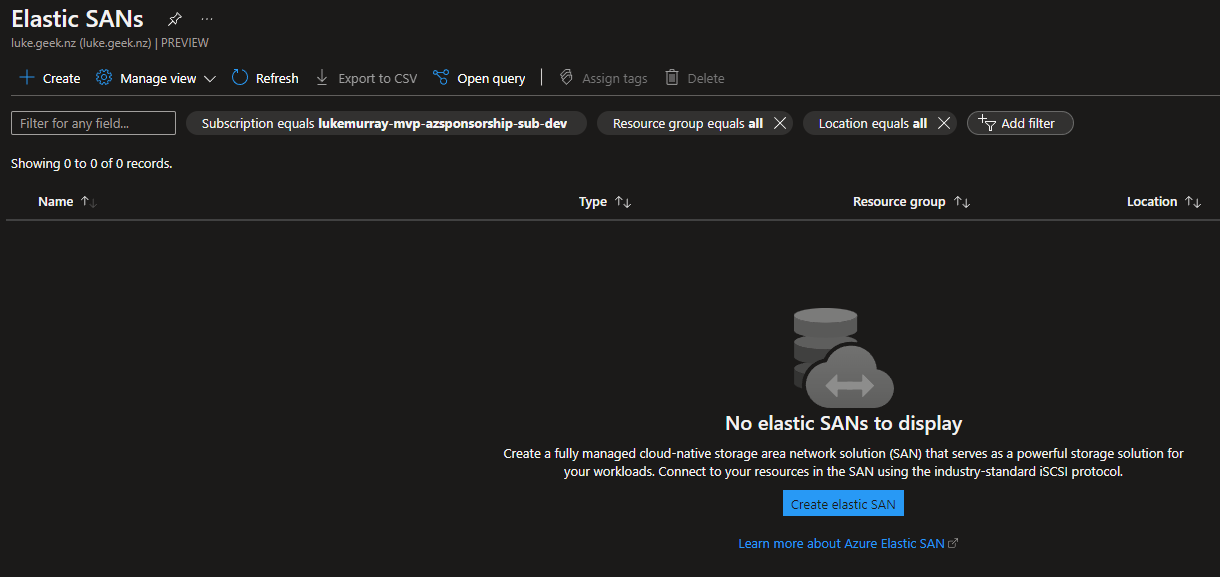 Elastic SANs ...
luke.geek.nz (luke.geek.nz) | PREVIEW
Create Manage view Refresh Export to CSV Open query Assign tags Delete
Filter for any field... Subscription equals lukemurray-mvp-azsponsorship-sub-dev Resource group equals all Location equals all Add filter
Showing 0 to 0 of 0 records.
Name Type Resource group Location
No elastic SANs to display
Create a fully managed cloud-native storage area network solution (SAN) that serves as a powerful storage solution for
your workloads. Connect to your resources in the SAN using the industry-standard iSCSI protocol.
Create elastic SAN
Learn more about Azure Elastic SAN